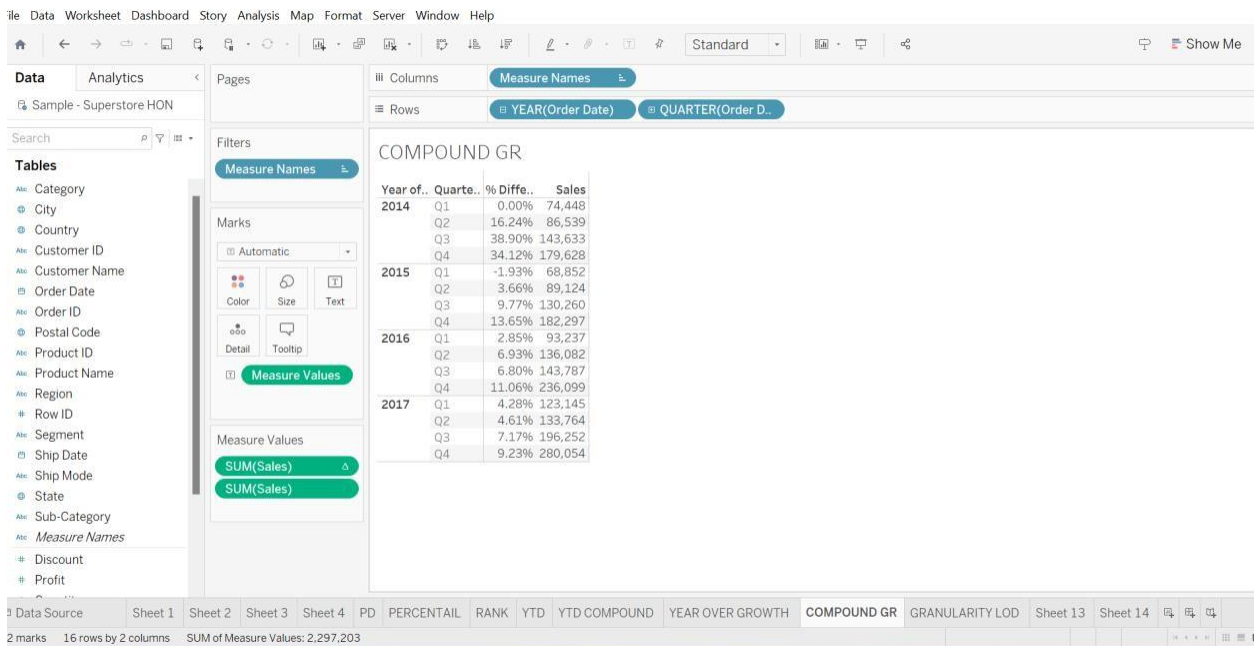 ile Data Worksheet Dashboard Story Analysis Map Format Server Window Help
Standard
Show Me
Data Analytics
Sample - Superstore HON
Search
Tables
Abc Category
City
Country
Abc Customer ID
Abc Customer Name
Order Date
Abc Order ID
Postal Code
Abc Product ID
Abc Product Name
Abc Region
# Row ID
Abc Segment
Ship Date
Abc Ship Mode
State
Abc Sub-Category
Abc Measure Names
# Discount
# Profit
Pages
Filters
Measure Names
Marks
Automatic
Color Size Text
Detail Tooltip
Measure Values
Measure Values
SUM(Sales)
SUM(Sales)
Columns Measure Names
Rows YEAR(Order Date) QUARTER(Order D..
COMPOUND GR
Year of.. Quarte.. % Diffe.. Sales
2014 Q1 0.00% 74,448
Q2 16.24% 86,539
Q3 38.90% 143,633
Q4 34.12% 179,628
2015 Q1 -1.93% 68,852
Q2 3.66% 89,124
Q3 9.77% 130,260
Q4 13.65% 182,297
2016 Q1 2.85% 93,237
Q2 6.93% 136,082
Q3 6.80% 143,787
Q4 11.06% 236,099
2017 Q1 4.28% 123,145
Q2 4.61% 133,764
Q3 7.17% 196,252
Q4 9.23% 280,054
Data Source Sheet 1 Sheet 2 Sheet 3 Sheet 4 PD PERCENTAIL RANK YTD YTD COMPOUND YEAR OVER GROWTH COMPOUND GR GRANULARITY LOD Sheet 13 Sheet 14
2 marks 16 rows by 2 columns SUM of Measure Values: 2,297,203